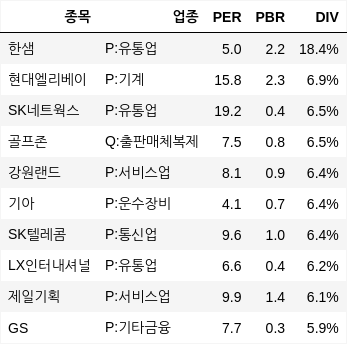 종목 업종 PER PBR DIV
한샘 P:유통업 5.0 2.2 18.4%
현대엘리베이 P:기계 15.8 2.3 6.9%
SK네트웍스 P:유통업 19.2 0.4 6.5%
골프존 Q:출판매체복제 7.5 0.8 6.5%
강원랜드 P:서비스업 8.1 0.9 6.4%
기아 P:운수장비 4.1 0.7 6.4%
SK텔레콤 P:통신업 9.6 1.0 6.4%
LX인터내셔널 P:유통업 6.6 0.4 6.2%
제일기획 P:서비스업 9.9 1.4 6.1%
GS P:기타금융 7.7 0.3 5.9%